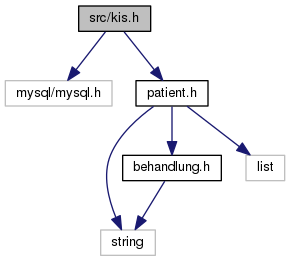 src/kis.h
mysql/mysql.h
patient.h
behandlung.h
list
string